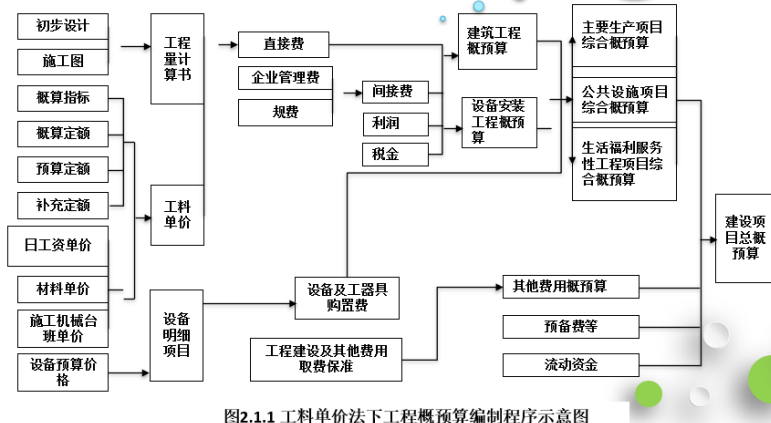 初步设计
施工图
概算指标
概算定额
预算定额
补充定额
日工资单价
材料单价
施工机械台
班单价
设备预算价
格
工程
量计
算书
工料
单价
设备
明细
项目
直接费
企业管理费
规费
间接费
利润
税金
设备及工器具
购置费
工程建设及其他费用
取费保准
建筑工程
概预算
设备安装
工程概预
算
主要生产项目
综合概预算
公共设施项目
综合概预算
生活福利服务
性工程项目综
合概预算
其他费用概预算
预备费等
流动资金
建设项
目总概
预算
图2.1.1 工料单价法下工程概预算编制程序示意图